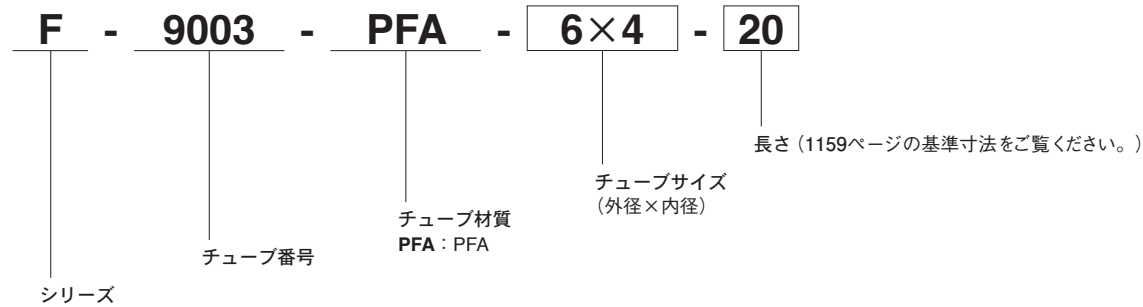 F - 9003 - PFA - 6×4 - 20
長さ（1159ページの基準寸法をご覧ください。）
チューブサイズ
（外径×内径）
チューブ材質
PFA：PFA
チューブ番号
シリーズ